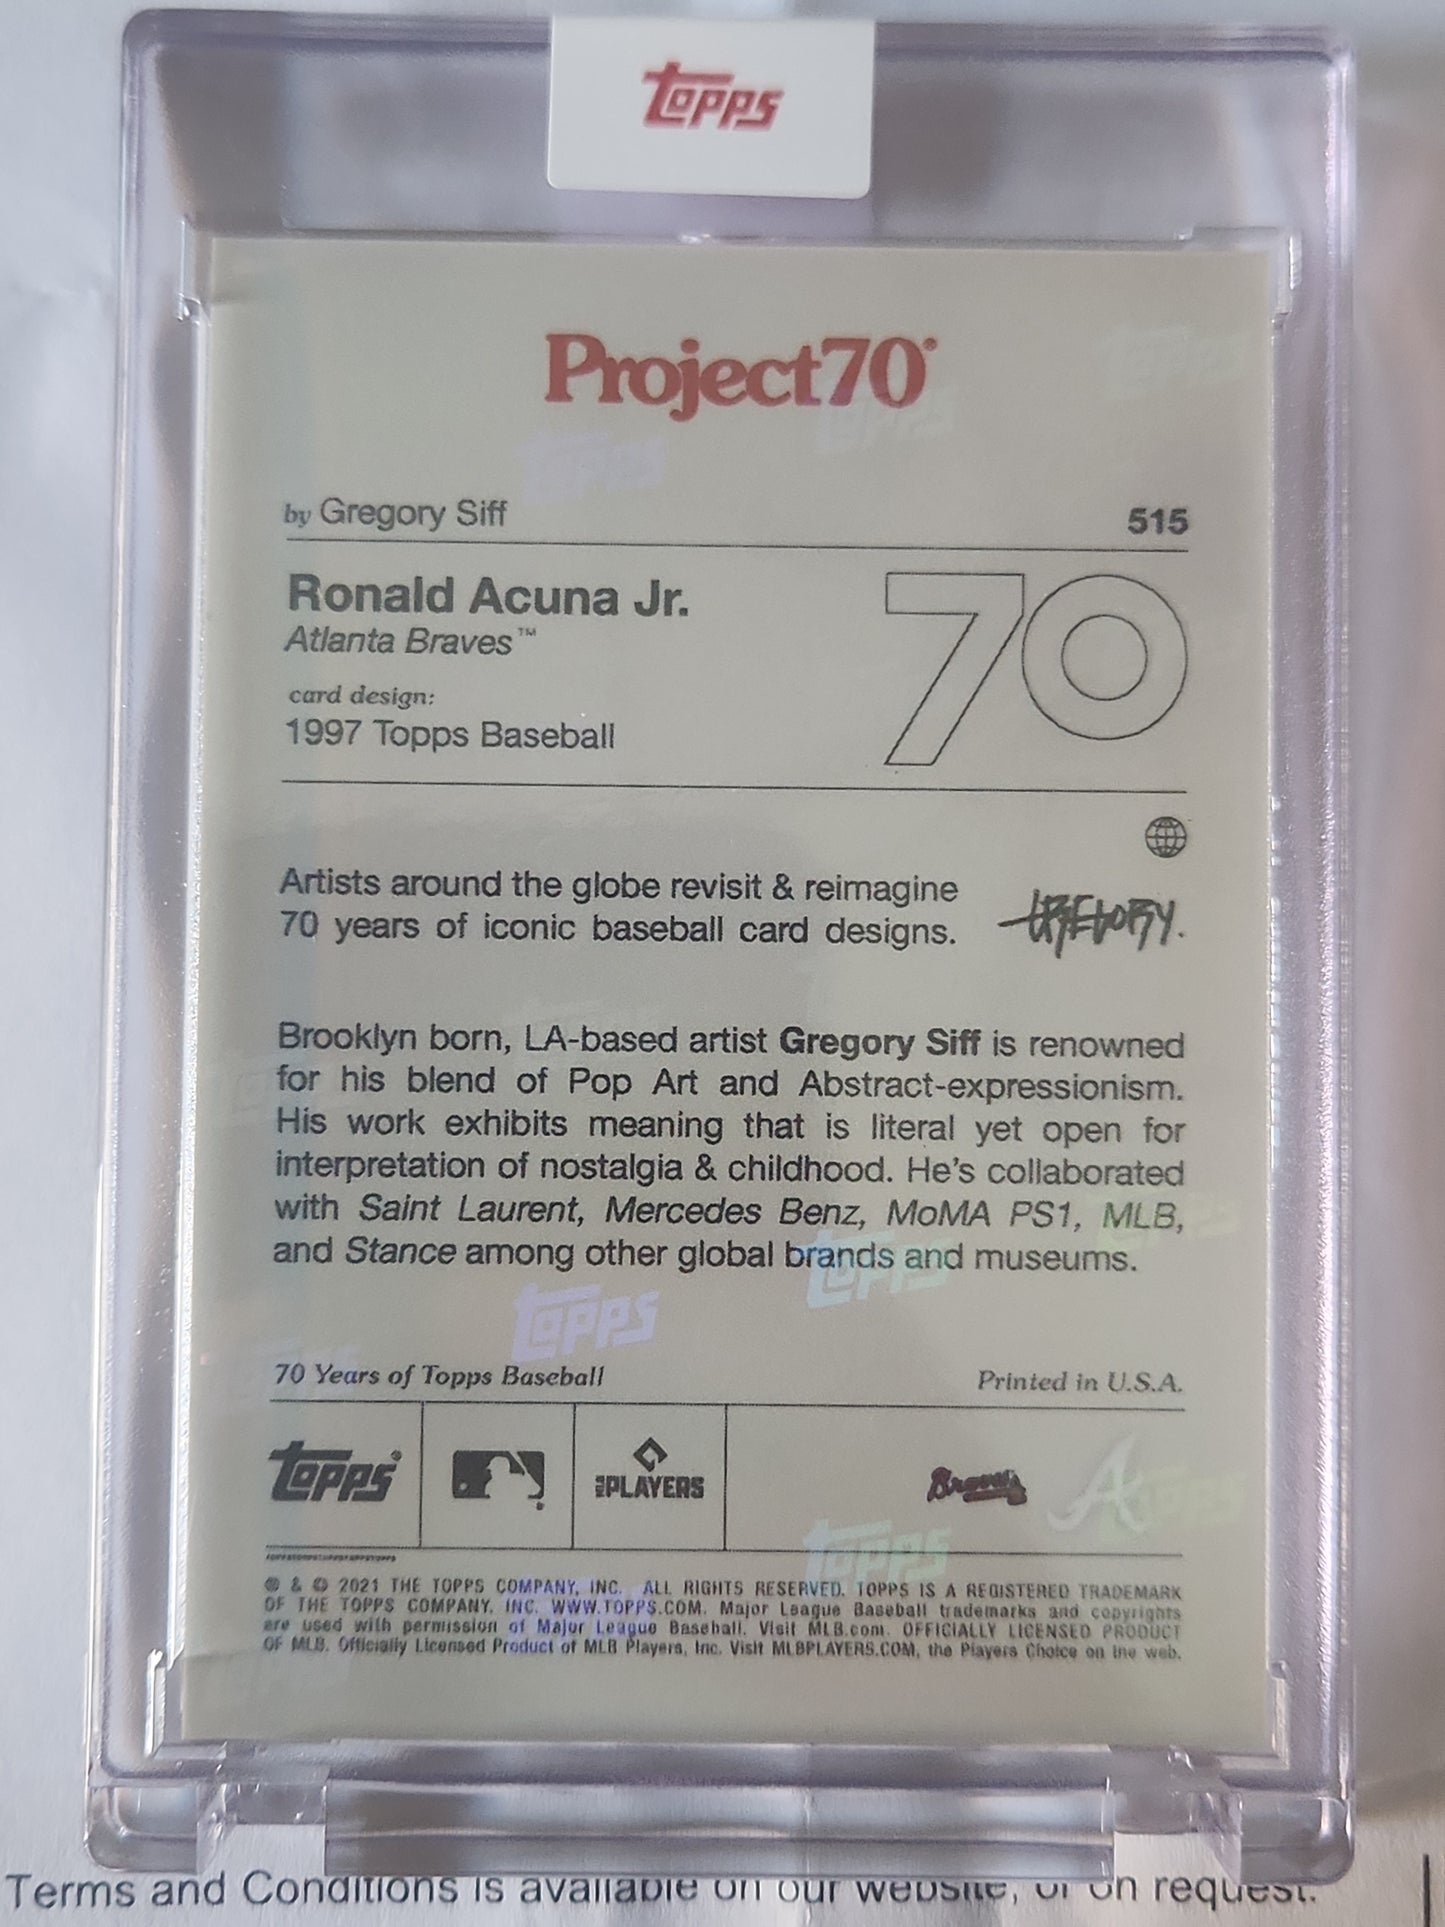 Topps
Project70®
by Gregory Siff
515
Ronald Acuna Jr.
Atlanta Braves™
card design:
1997 Topps Baseball
70
Artists around the globe revisit & reimagine
70 years of iconic baseball card designs.
GREGORY.
Brooklyn born, LA-based artist Gregory Siff is renowned
for his blend of Pop Art and Abstract-expressionism.
His work exhibits meaning that is literal yet open for
interpretation of nostalgia & childhood. He's collaborated
with Saint Laurent, Mercedes Benz, MoMA PS1, MLB,
and Stance among other global brands and museums.
Topps
Topps
70 Years of Topps Baseball
Printed in U.S.A.
Topps®
MLB PLAYERS
Braves
A
Topps
Topps
® & © 2021 THE TOPPS COMPANY, INC. ALL RIGHTS RESERVED. TOPPS IS A REGISTERED TRADEMARK
OF THE TOPPS COMPANY, INC. WWW.TOPPS.COM. Major League Baseball trademarks and copyrights
are used with permission of Major League Baseball. Visit MLB.com. OFFICIALLY LICENSED PRODUCT
OF MLB. Officially Licensed Product of MLB Players, Inc. Visit MLBPLAYERS.COM, the Players Choice on the web.
Terms and Conditions is available on our website, or on request.